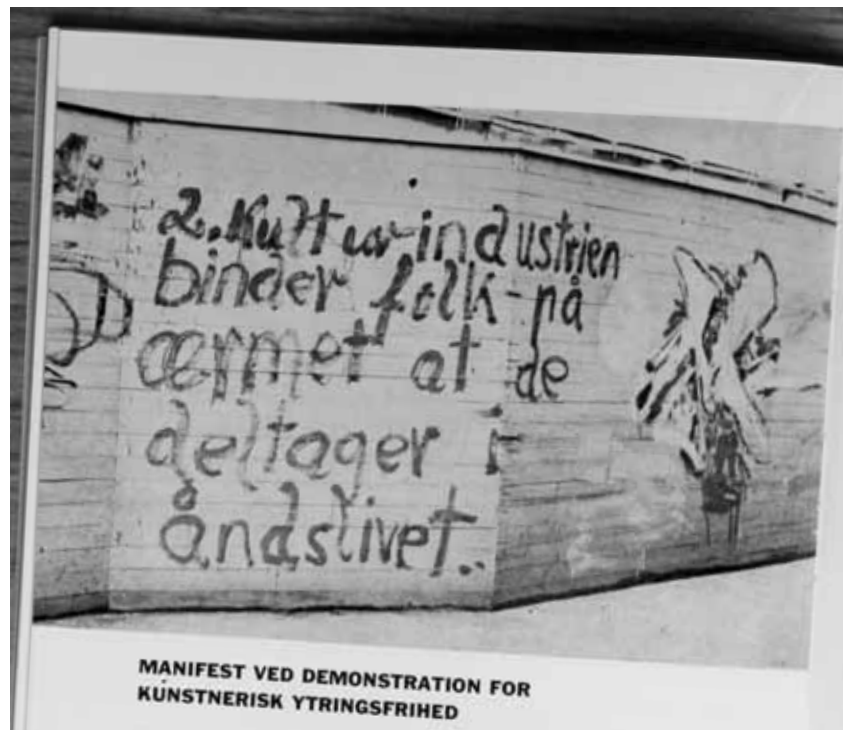 2. Kultur-industrien
binder folk på
ærmet at de
deltager i
åndslivet..
MANIFEST VED DEMONSTRATION FOR
KUNSTNERISK YTRINGSFRIHED